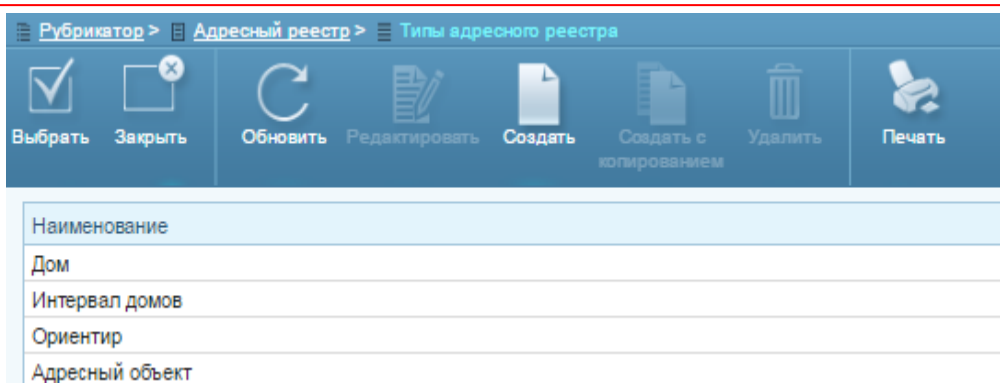 Рубрикатор > Адресный реестр > Типы адресного реестра
Выбрать Закрыть Обновить Редактировать Создать Создать с копированием Удалить Печать
Наименование
Дом
Интервал домов
Ориентир
Адресный объект